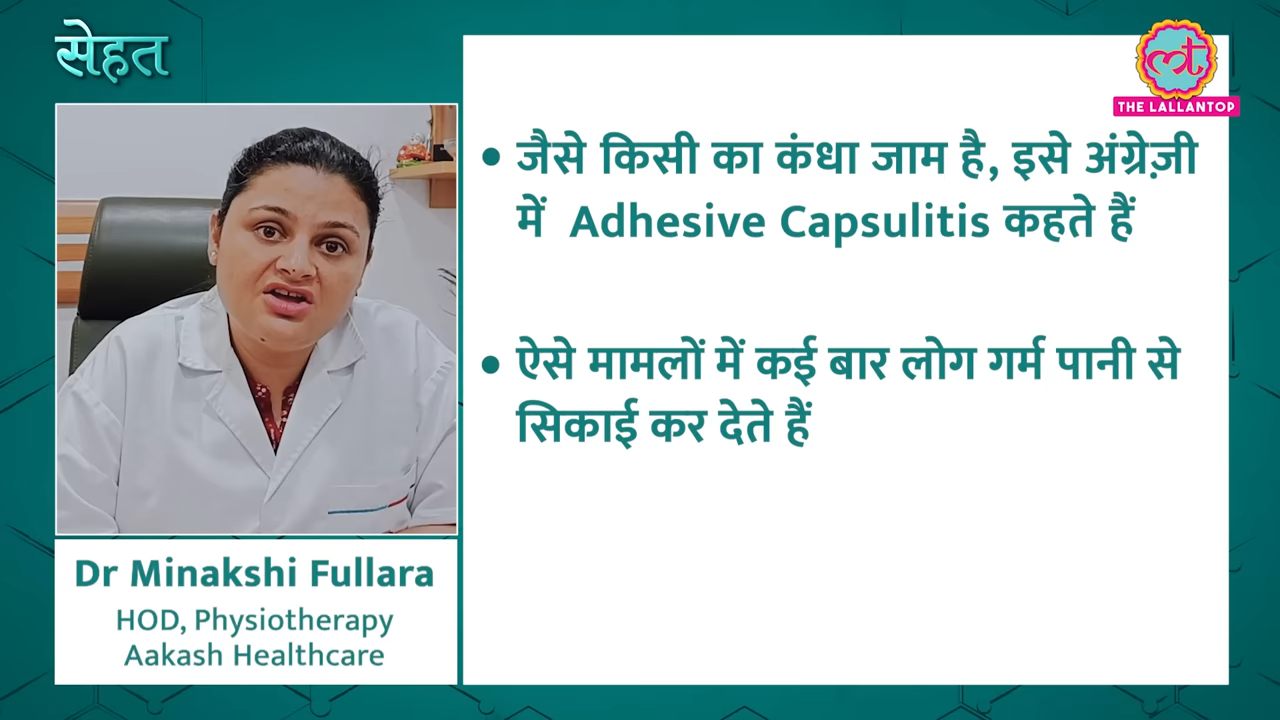 सेहत
THE LALLANTOP
• जैसे किसी का कंधा जाम है, इसे अंग्रेज़ी
में Adhesive Capsulitis कहते हैं
• ऐसे मामलों में कई बार लोग गर्म पानी से
सिकाई कर देते हैं
Dr Minakshi Fullara
HOD, Physiotherapy
Aakash Healthcare